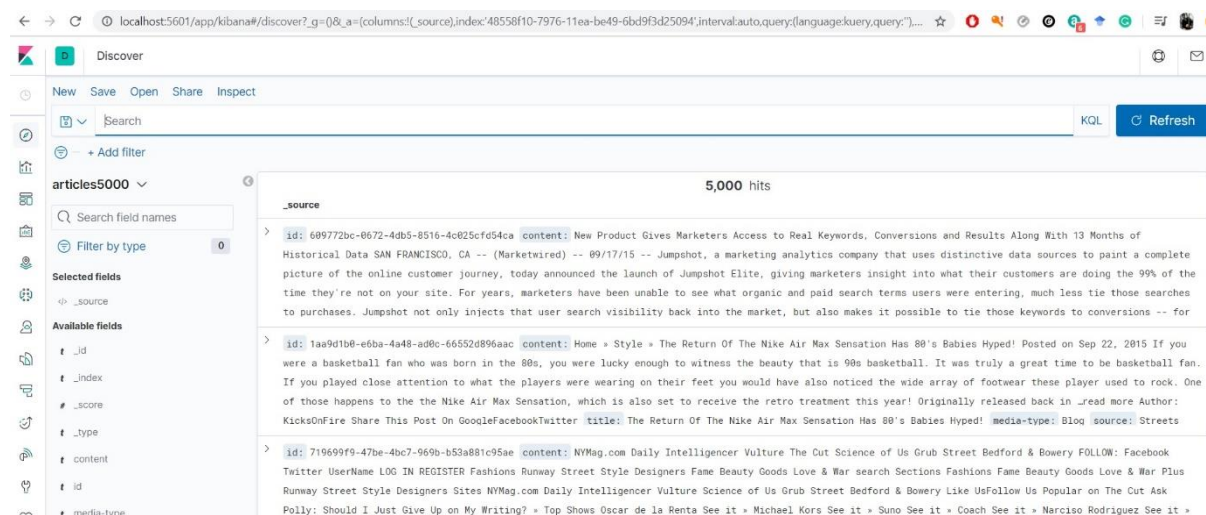 localhost:5601/app/kibana#/discover?_g=()&_a=(columns:!(_source),index:'48558f10-7976-11ea-be49-6bd9f3d25094',interval:auto,query:(language:kuery,query:''),...
D Discover
New Save Open Share Inspect
Search KQL Refresh
+ Add filter
articles5000
5,000 hits
Search field names
Filter by type 0
Selected fields
</> _source
Available fields
t _id
t _index
# _score
t _type
t content
t id
t media-type
_source
id: 609772bc-0672-4db5-8516-4c025cfd54ca content: New Product Gives Marketers Access to Real Keywords, Conversions and Results Along With 13 Months of
Historical Data SAN FRANCISCO, CA -- (Marketwired) -- 09/17/15 -- Jumpshot, a marketing analytics company that uses distinctive data sources to paint a complete
picture of the online customer journey, today announced the launch of Jumpshot Elite, giving marketers insight into what their customers are doing the 99% of the
time they're not on your site. For years, marketers have been unable to see what organic and paid search terms users were entering, much less tie those searches
to purchases. Jumpshot not only injects that user search visibility back into the market, but also makes it possible to tie those keywords to conversions -- for
id: 1aa9d1b0-e6ba-4a48-ad0c-66552d896aac content: Home » Style » The Return Of The Nike Air Max Sensation Has 80's Babies Hyped! Posted on Sep 22, 2015 If you
were a basketball fan who was born in the 80s, you were lucky enough to witness the beauty that is 90s basketball. It was truly a great time to be basketball fan.
If you played close attention to what the players were wearing on their feet you would have also noticed the wide array of footwear these player used to rock. One
of those happens to the the Nike Air Max Sensation, which is also set to receive the retro treatment this year! Originally released back in …read more Author:
KicksOnFire Share This Post On GoogleFacebookTwitter title: The Return Of The Nike Air Max Sensation Has 80's Babies Hyped! media-type: Blog source: Streets
id: 719699f9-47be-4bc7-969b-b53a881c95ae content: NYMag.com Daily Intelligencer Vulture The Cut Science of Us Grub Street Bedford & Bowery FOLLOW: Facebook
Twitter UserName LOG IN REGISTER Fashions Runway Street Style Designers Fame Beauty Goods Love & War search Sections Fashions Fame Beauty Goods Love & War Plus
Runway Street Style Designers Sites NYMag.com Daily Intelligencer Vulture Science of Us Grub Street Bedford & Bowery Like UsFollow Us Popular on The Cut Ask
Polly: Should I Just Give Up on My Writing? » Top Shows Oscar de la Renta See it » Michael Kors See it » Suno See it » Coach See it » Narciso Rodriguez See it »